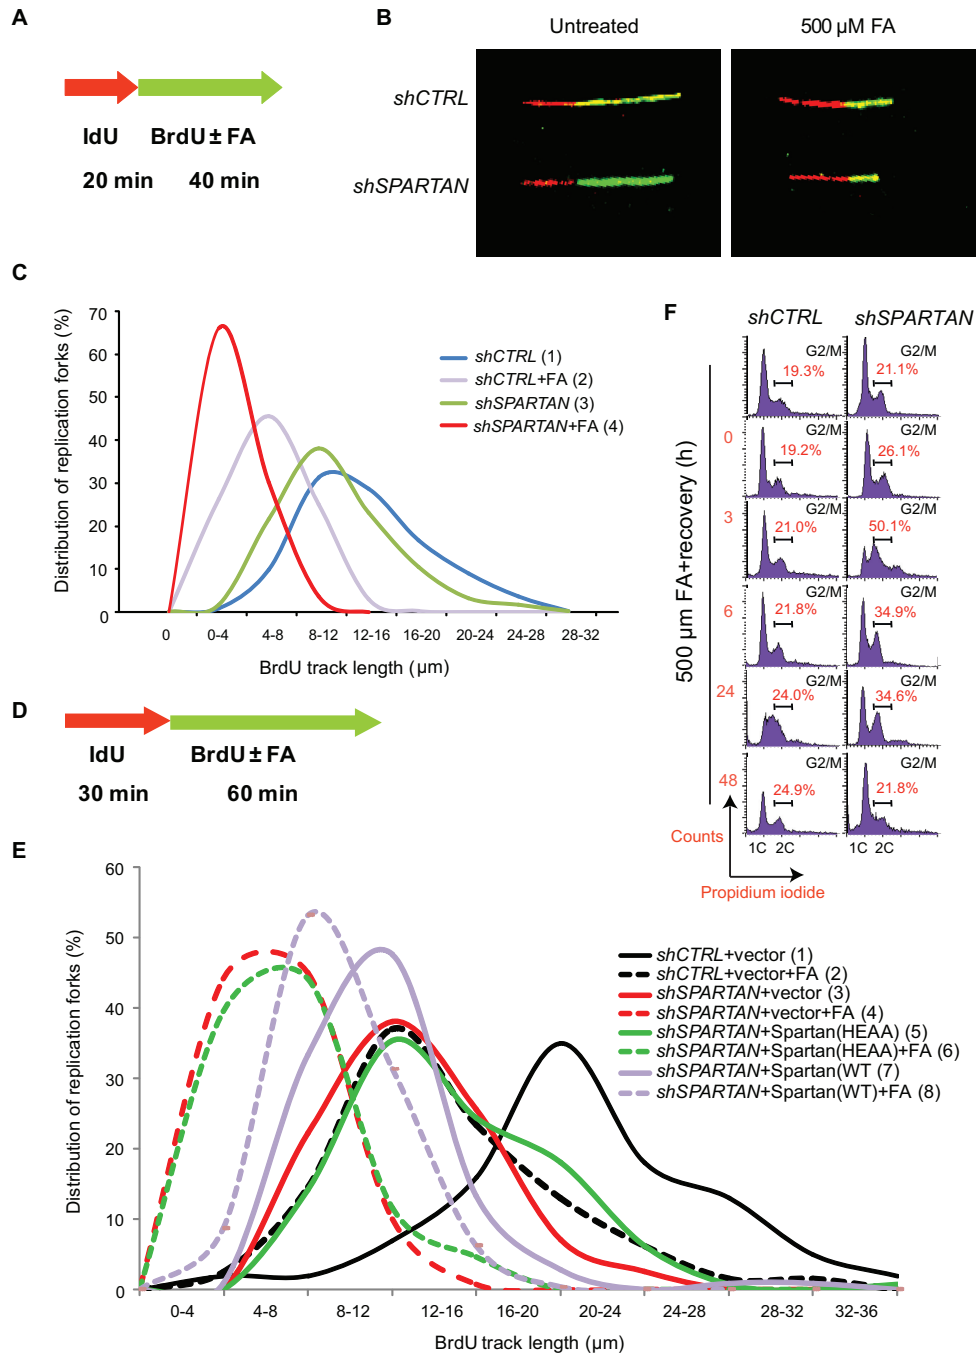 A
IdU
BrdU ± FA
20 min
40 min
B
Untreated
500 µM FA
shCTRL
shSPARTAN
C
Distribution of replication forks (%)
70
60
50
40
30
20
10
0
shCTRL (1)
shCTRL+FA (2)
shSPARTAN (3)
shSPARTAN+FA (4)
0
0-4
4-8
8-12
12-16
16-20
20-24
24-28
28-32
BrdU track length (µm)
D
IdU
BrdU ± FA
30 min
60 min
F
shCTRL
shSPARTAN
500 µm FA+recovery (h)
G2/M
19.3%
G2/M
21.1%
0
G2/M
19.2%
G2/M
26.1%
3
G2/M
21.0%
G2/M
50.1%
6
G2/M
21.8%
G2/M
34.9%
24
G2/M
24.0%
G2/M
34.6%
48
G2/M
24.9%
G2/M
21.8%
Counts
1C
2C
1C
2C
Propidium iodide
E
Distribution of replication forks (%)
60
50
40
30
20
10
0
shCTRL+vector (1)
shCTRL+vector+FA (2)
shSPARTAN+vector (3)
shSPARTAN+vector+FA (4)
shSPARTAN+Spartan(HEAA) (5)
shSPARTAN+Spartan(HEAA)+FA (6)
shSPARTAN+Spartan(WT) (7)
shSPARTAN+Spartan(WT)+FA (8)
0-4
4-8
8-12
12-16
16-20
20-24
24-28
28-32
32-36
BrdU track length (µm)